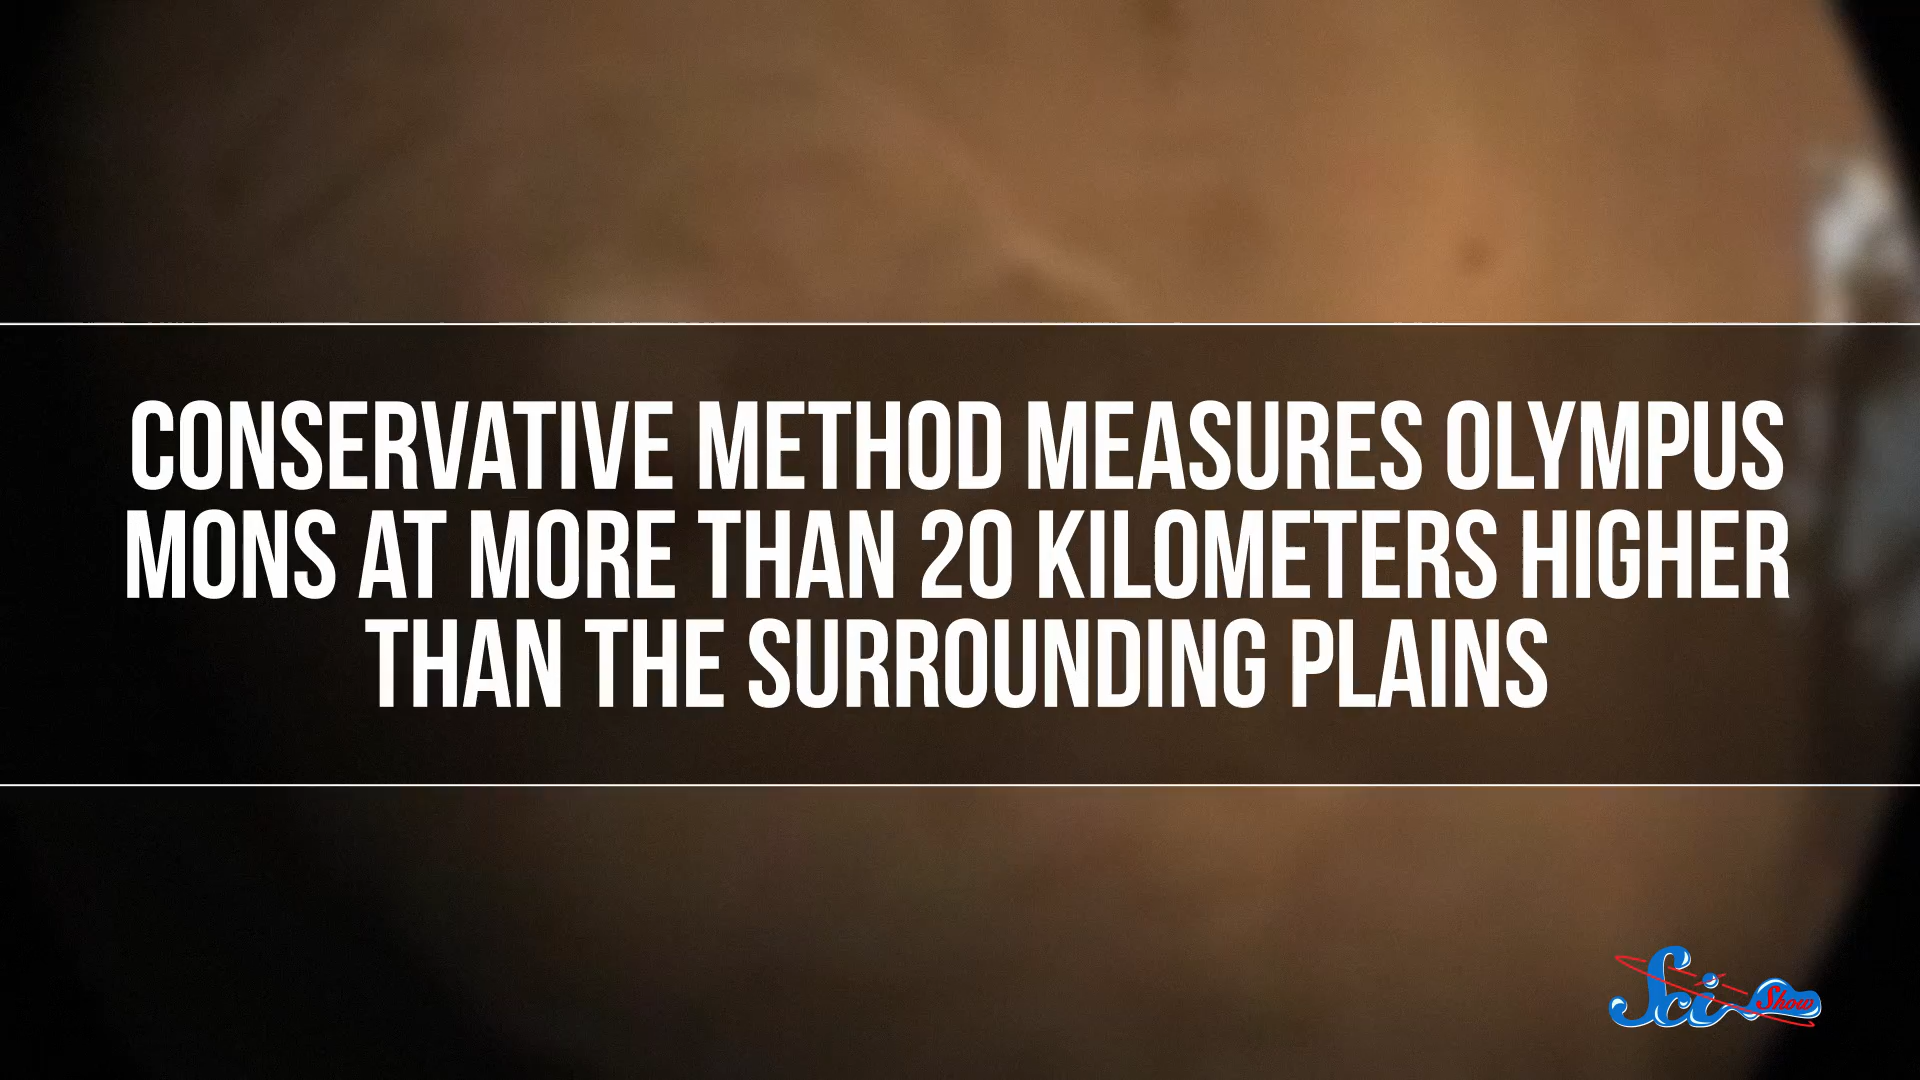 CONSERVATIVE METHOD MEASURES OLYMPUS
MONS AT MORE THAN 20 KILOMETERS HIGHER
THAN THE SURROUNDING PLAINS
Sci Show